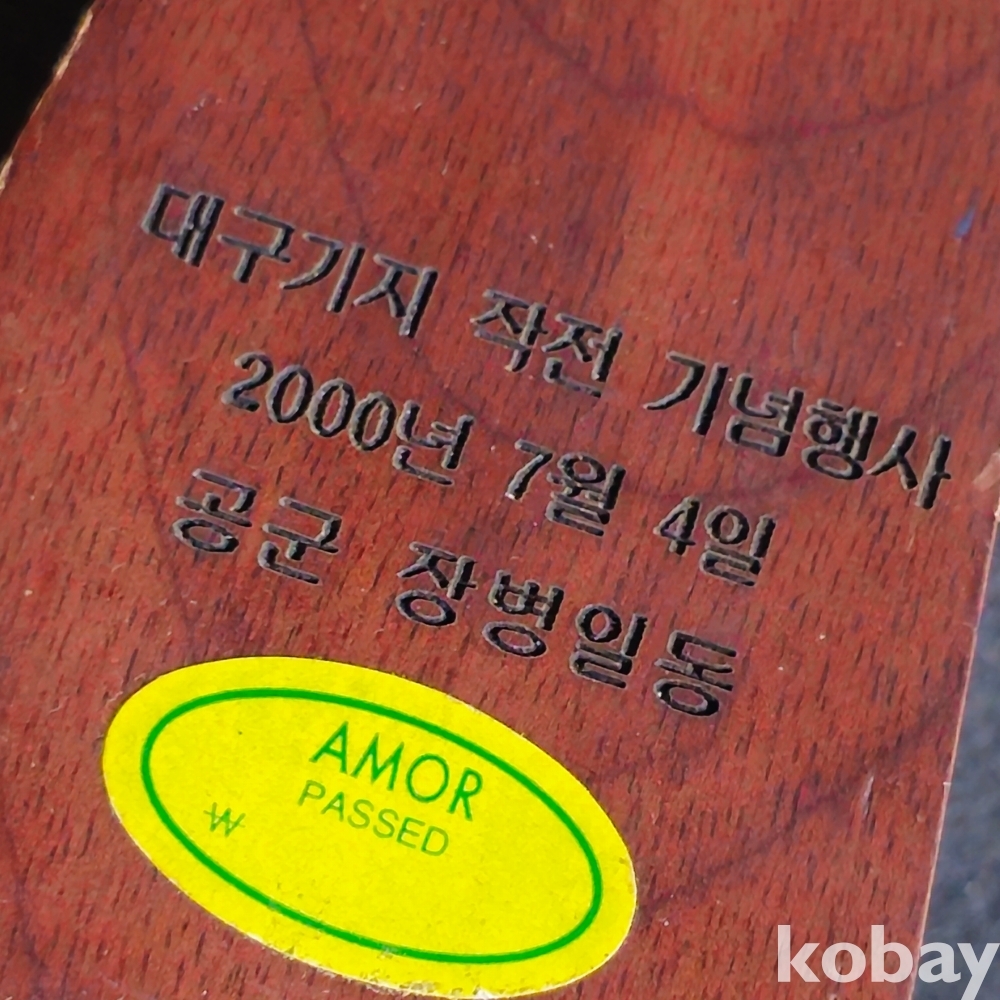 대구기지 작전 기념행사
2000년 7월 4일
공군 장병일동
AMOR
PASSED
₩
kobay